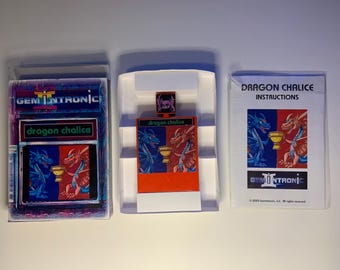 GEMINTRONIC
dragon chalice
dragon chalice
DRAGON CHALICE
INSTRUCTIONS
GEMINTRONIC